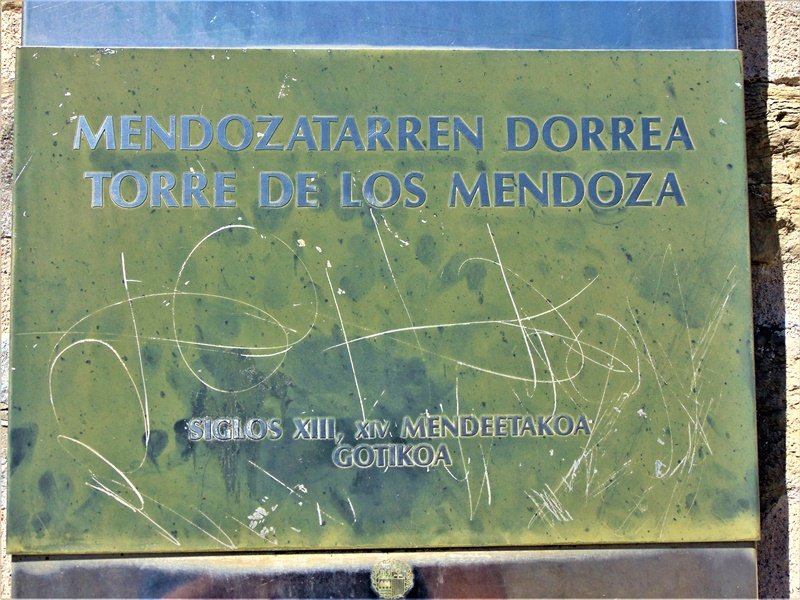 MENDOZATARREN DORREA
TORRE DE LOS MENDOZA
SIGLOS XIII, XIV. MENDEETAKOA
GOTIKOA